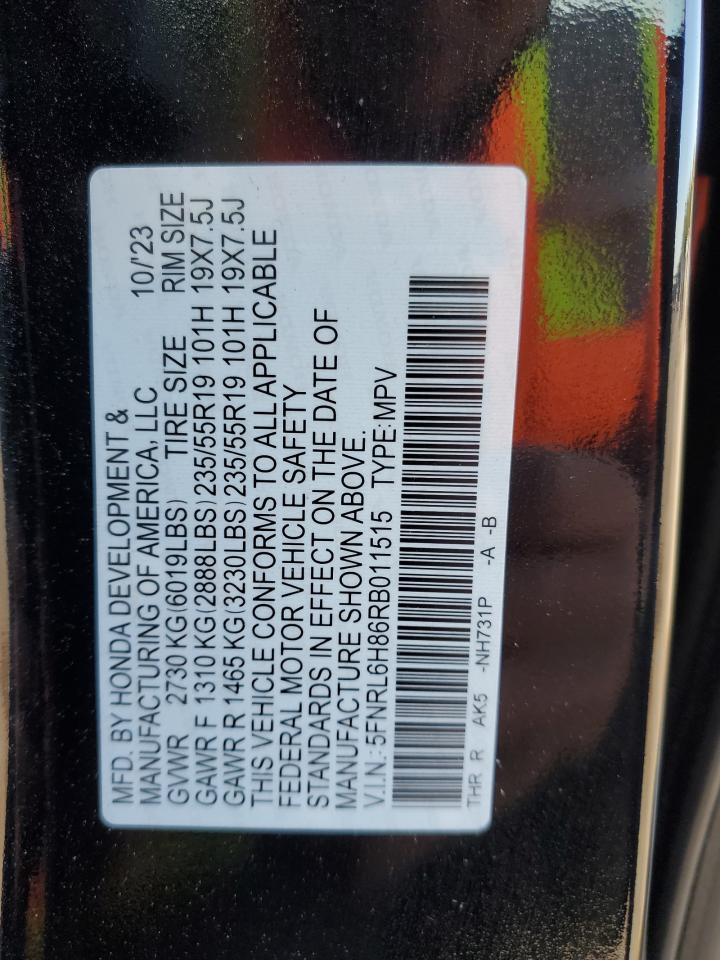 MFD. BY HONDA DEVELOPMENT &
MANUFACTURING OF AMERICA, LLC 10/'23
GVWR 2730 KG(6019LBS) TIRE SIZE RIM SIZE
GAWR F 1310 KG(2888LBS) 235/55R19 101H 19X7.5J
GAWR R 1465 KG(3230LBS) 235/55R19 101H 19X7.5J
THIS VEHICLE CONFORMS TO ALL APPLICABLE
FEDERAL MOTOR VEHICLE SAFETY
STANDARDS IN EFFECT ON THE DATE OF
MANUFACTURE SHOWN ABOVE.
V.I.N.:5FNRL6H86RB011515 TYPE:MPV
THR R AK5 -NH731P -A -B